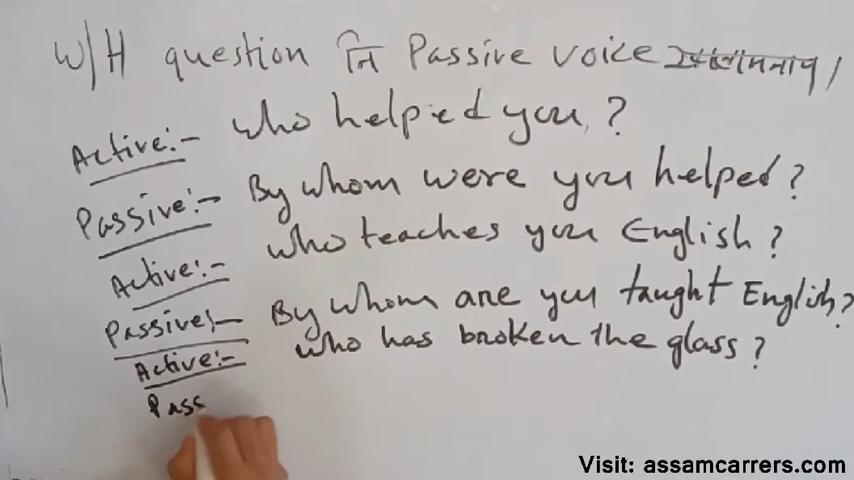 W/H question Passive voice
Active:- who helped you?
Passive:- By whom were you helped?
Active:- who teaches you English?
Passive:- By whom are you taught English?
Active:- who has broken the glass?
Pass
Visit: assamcarrers.com